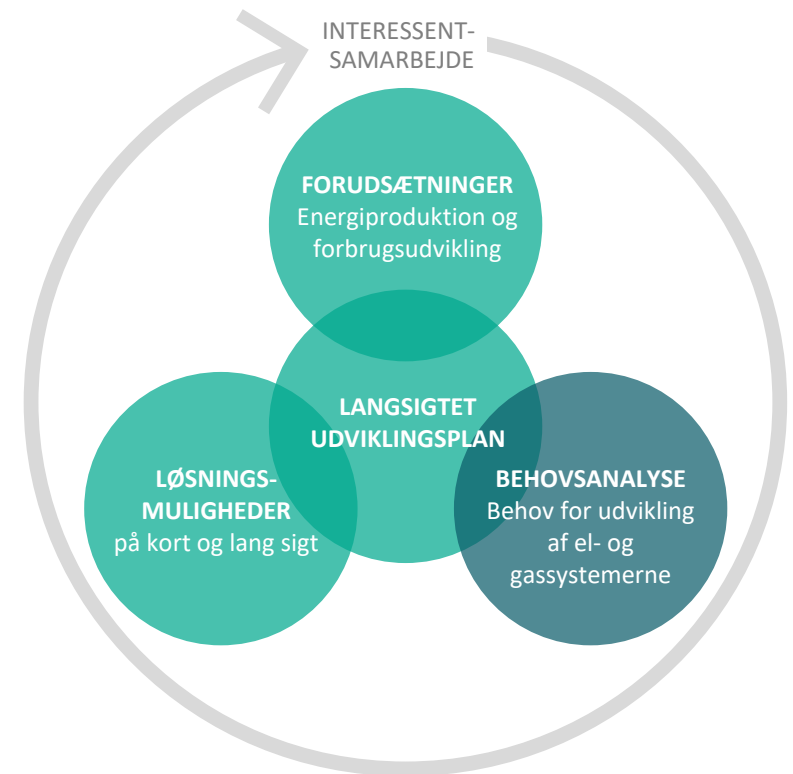 INTERESSENT-
SAMARBEJDE
FORUDSÆTNINGER
Energiproduktion og
forbrugsudvikling
LANGSIGTET
UDVIKLINGSPLAN
LØSNINGS-
MULIGHEDER
på kort og lang sigt
BEHOVSANALYSE
Behov for udvikling
af el- og
gassystemerne